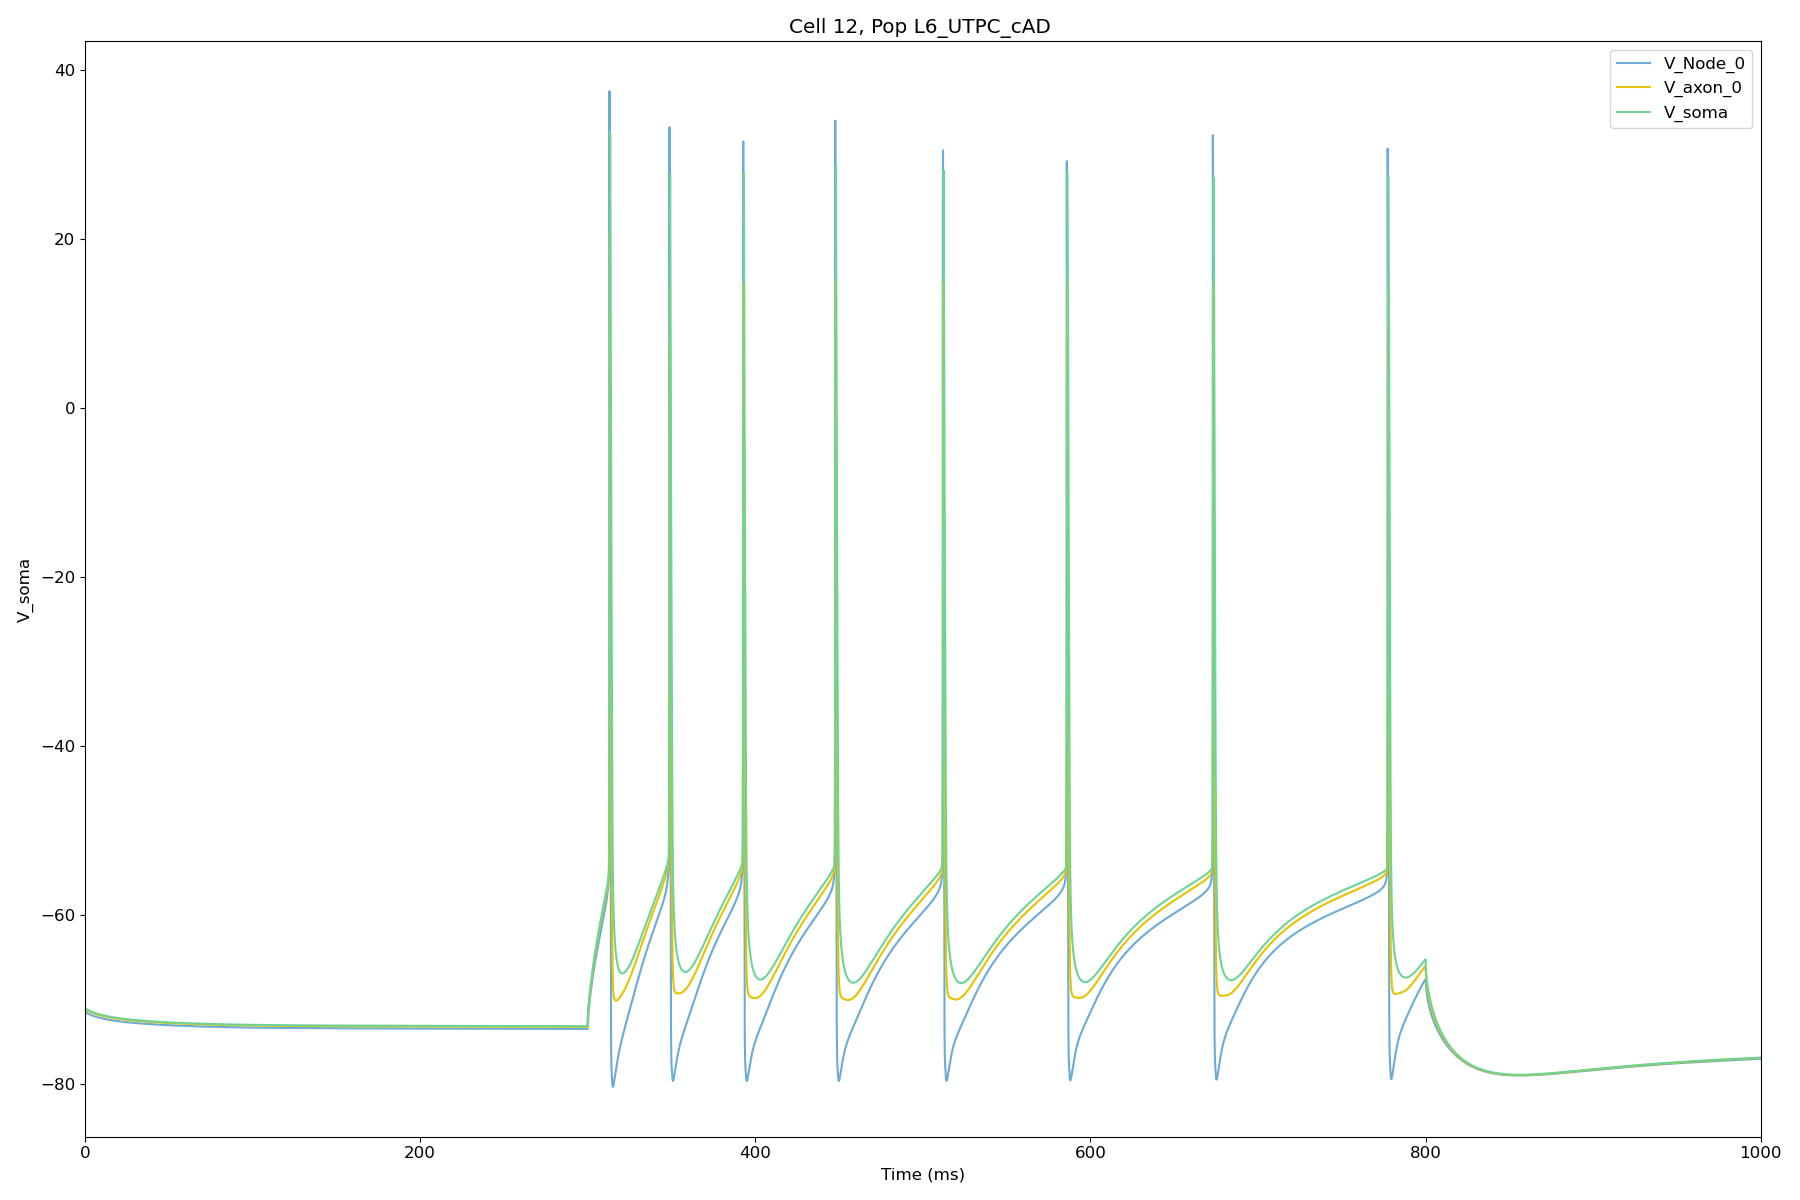 Cell 12, Pop L6_UTPC_cAD
V_Node_0
V_axon_0
V_soma
40
20
0
−20
−40
−60
−80
V_soma
0 200 400 600 800 1000
Time (ms)